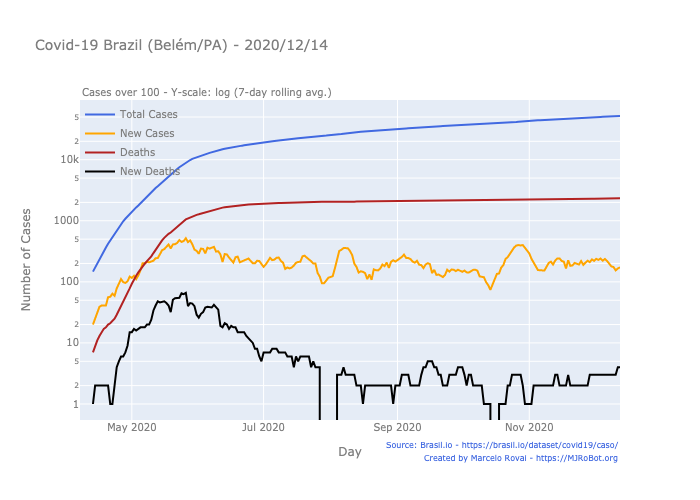 Covid-19 Brazil (Belém/PA) - 2020/12/14
Cases over 100 - Y-scale: log (7-day rolling avg.)
Total Cases
New Cases
Deaths
New Deaths
5
2
10k
5
2
1000
5
2
100
5
2
10
5
2
1
Number of Cases
May 2020
Jul 2020
Sep 2020
Nov 2020
Day
Source: Brasil.io - https://brasil.io/dataset/covid19/caso/
Created by Marcelo Rovai - https://MJRoBot.org